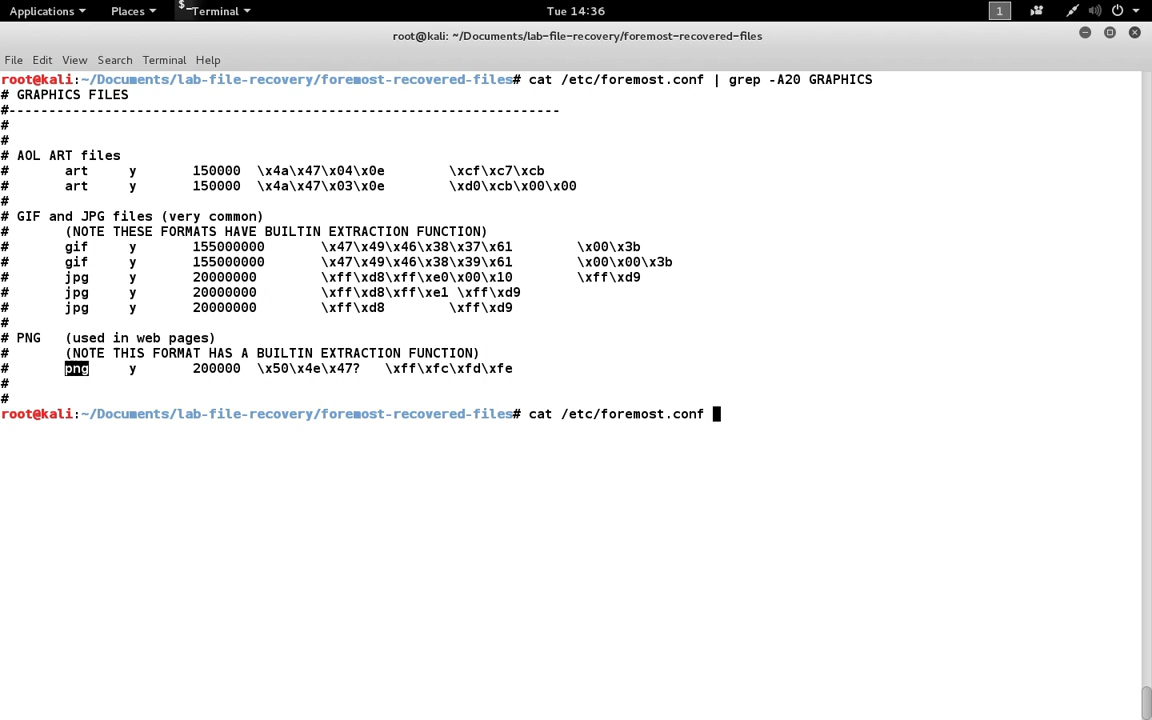 Applications Places $_ Terminal Tue 14:36 1
root@kali: ~/Documents/lab-file-recovery/foremost-recovered-files
File Edit View Search Terminal Help
root@kali:~/Documents/lab-file-recovery/foremost-recovered-files# cat /etc/foremost.conf | grep -A20 GRAPHICS
# GRAPHICS FILES
#---------------------------------------------------------------------
#
#
# AOL ART files
#       art     y       150000  \x4a\x47\x04\x0e        \xcf\xc7\xcb
#       art     y       150000  \x4a\x47\x03\x0e        \xd0\xcb\x00\x00
#
# GIF and JPG files (very common)
#       (NOTE THESE FORMATS HAVE BUILTIN EXTRACTION FUNCTION)
#       gif     y       155000000       \x47\x49\x46\x38\x37\x61        \x00\x3b
#       gif     y       155000000       \x47\x49\x46\x38\x39\x61        \x00\x00\x3b
#       jpg     y       20000000        \xff\xd8\xff\xe0\x00\x10        \xff\xd9
#       jpg     y       20000000        \xff\xd8\xff\xe1 \xff\xd9
#       jpg     y       20000000        \xff\xd8        \xff\xd9
#
# PNG   (used in web pages)
#       (NOTE THIS FORMAT HAS A BUILTIN EXTRACTION FUNCTION)
#       png     y       200000  \x50\x4e\x47?   \xff\xfc\xfd\xfe
#
#
root@kali:~/Documents/lab-file-recovery/foremost-recovered-files# cat /etc/foremost.conf